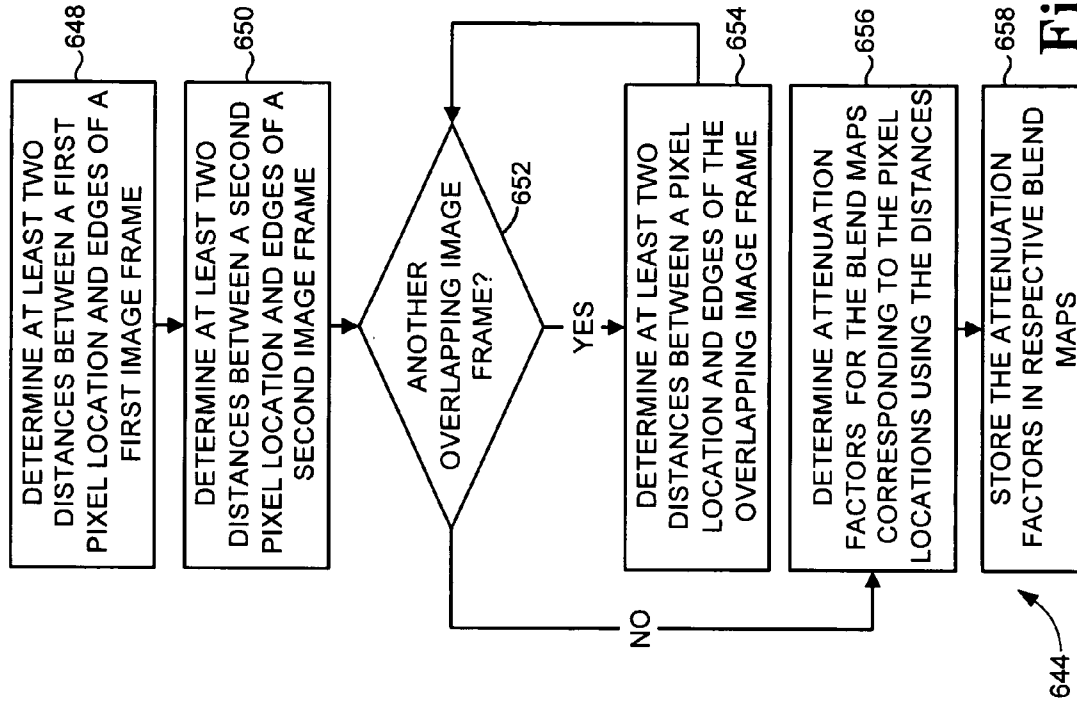 DETERMINE AT LEAST TWO
DISTANCES BETWEEN A FIRST
PIXEL LOCATION AND EDGES OF A
FIRST IMAGE FRAME
648
DETERMINE AT LEAST TWO
DISTANCES BETWEEN A SECOND
PIXEL LOCATION AND EDGES OF A
SECOND IMAGE FRAME
650
ANOTHER
OVERLAPPING IMAGE
FRAME?
652
YES
DETERMINE AT LEAST TWO
DISTANCES BETWEEN A PIXEL
LOCATION AND EDGES OF THE
OVERLAPPING IMAGE FRAME
654
NO
DETERMINE ATTENUATION
FACTORS FOR THE BLEND MAPS
CORRESPONDING TO THE PIXEL
LOCATIONS USING THE DISTANCES
656
STORE THE ATTENUATION
FACTORS IN RESPECTIVE BLEND
MAPS
658
644